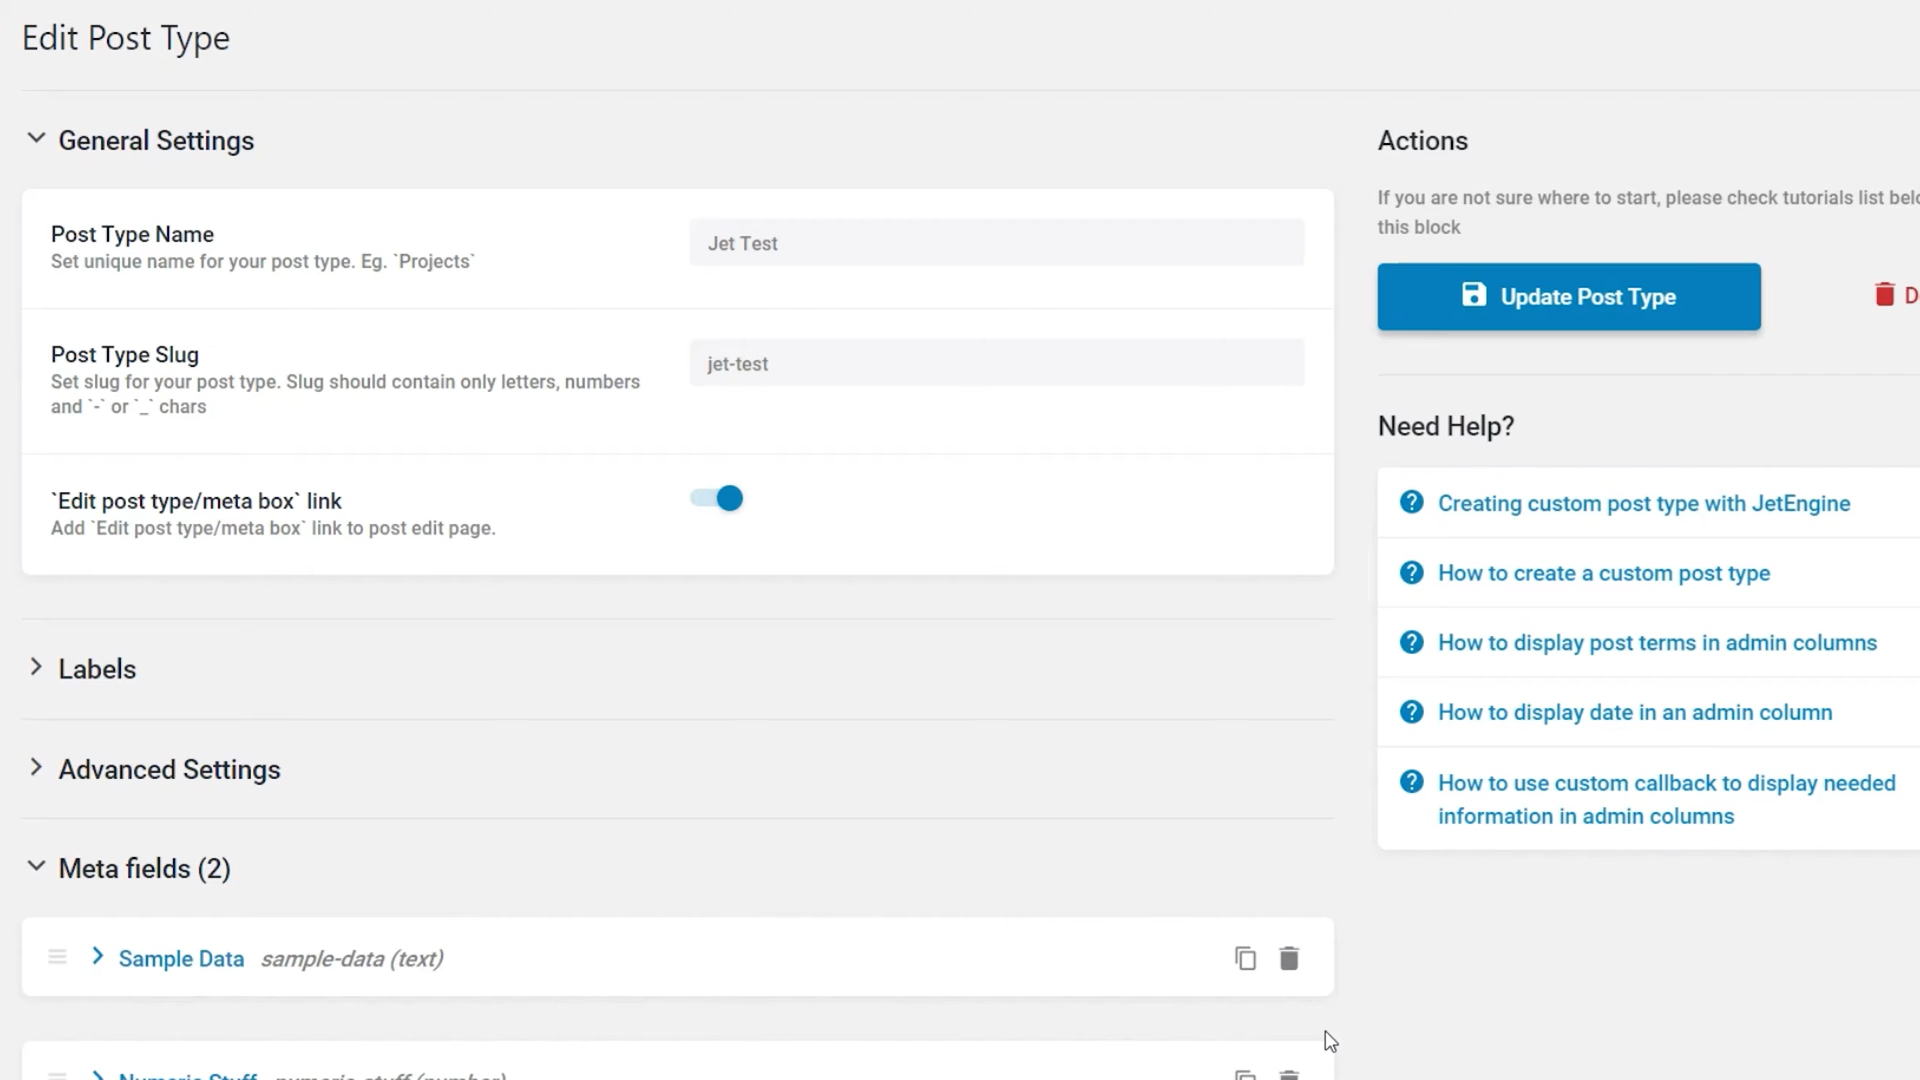 Edit Post Type
General Settings
Post Type Name
Set unique name for your post type. Eg. `Projects`
Jet Test
Post Type Slug
Set slug for your post type. Slug should contain only letters, numbers
and `-` or `_` chars
jet-test
`Edit post type/meta box` link
Add `Edit post type/meta box` link to post edit page.
Labels
Advanced Settings
Meta fields (2)
Sample Data sample-data (text)
Numeric Stuff numeric-stuff (number)
Actions
If you are not sure where to start, please check tutorials list
this block
Update Post Type
Need Help?
Creating custom post type with JetEngine
How to create a custom post type
How to display post terms in admin columns
How to display date in an admin column
How to use custom callback to display needed
information in admin columns